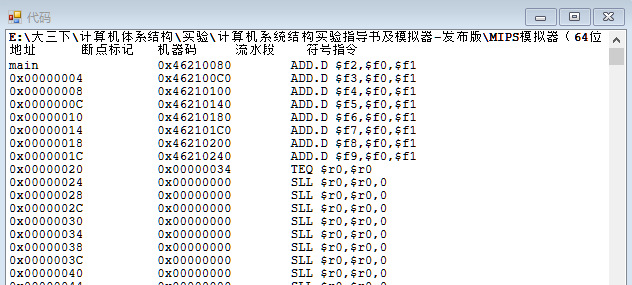 代码
E:\大三下\计算机体系结构\实验\计算机系统结构实验指导书及模拟器-发布版\MIPS模拟器（64位
地址 断点标记 机器码 流水段 符号指令
main 0x46210080 ADD.D $f2,$f0,$f1
0x00000004 0x462100C0 ADD.D $f3,$f0,$f1
0x00000008 0x46210100 ADD.D $f4,$f0,$f1
0x0000000C 0x46210140 ADD.D $f5,$f0,$f1
0x00000010 0x46210180 ADD.D $f6,$f0,$f1
0x00000014 0x462101C0 ADD.D $f7,$f0,$f1
0x00000018 0x46210200 ADD.D $f8,$f0,$f1
0x0000001C 0x46210240 ADD.D $f9,$f0,$f1
0x00000020 0x00000034 TEQ $r0,$r0
0x00000024 0x00000000 SLL $r0,$r0,0
0x00000028 0x00000000 SLL $r0,$r0,0
0x0000002C 0x00000000 SLL $r0,$r0,0
0x00000030 0x00000000 SLL $r0,$r0,0
0x00000034 0x00000000 SLL $r0,$r0,0
0x00000038 0x00000000 SLL $r0,$r0,0
0x0000003C 0x00000000 SLL $r0,$r0,0
0x00000040 0x00000000 SLL $r0,$r0,0